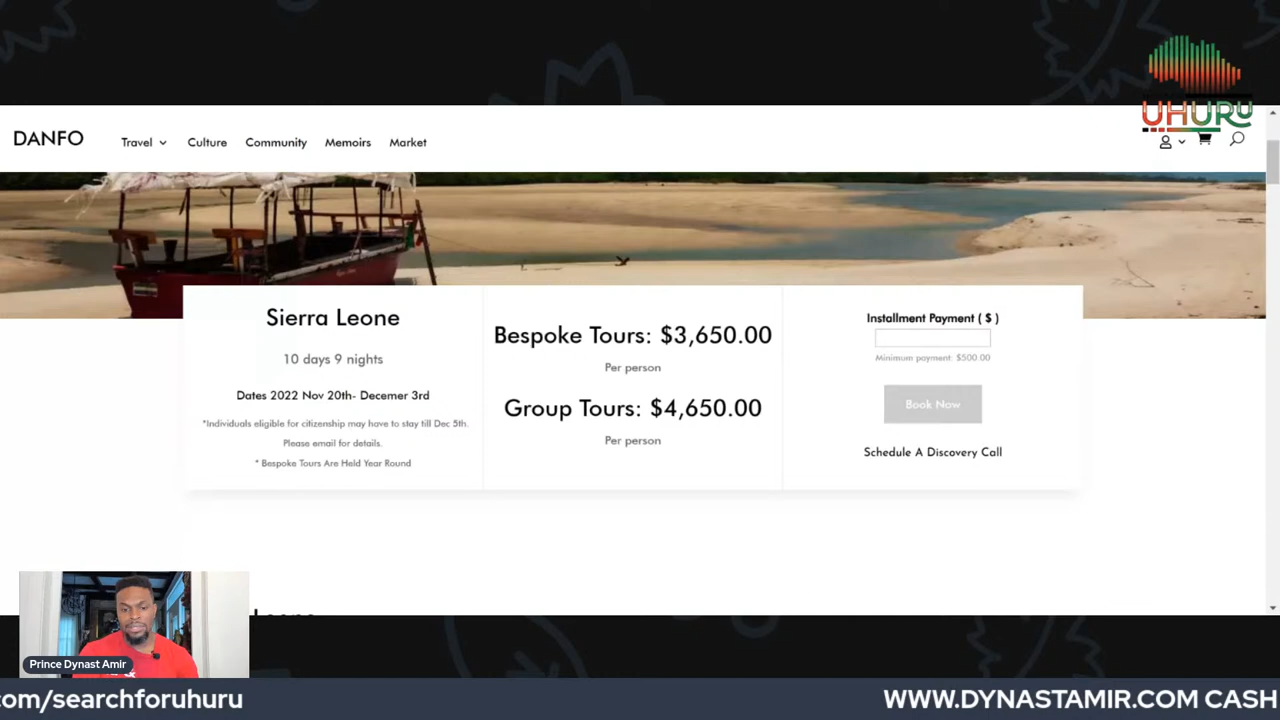 UHURU
DANFO
Travel
Culture
Community
Memoirs
Market
Sierra Leone
10 days 9 nights
Dates 2022 Nov 20th- Decemer 3rd
*Individuals eligible for citizenship may have to stay till Dec 5th.
Please email for details.
* Bespoke Tours Are Held Year Round
Bespoke Tours: $3,650.00
Per person
Group Tours: $4,650.00
Per person
Installment Payment ( $ )
Minimum payment: $500.00
Book Now
Schedule A Discovery Call
Prince Dynast Amir
com/searchforuhuru
WWW.DYNASTAMIR.COM CASH